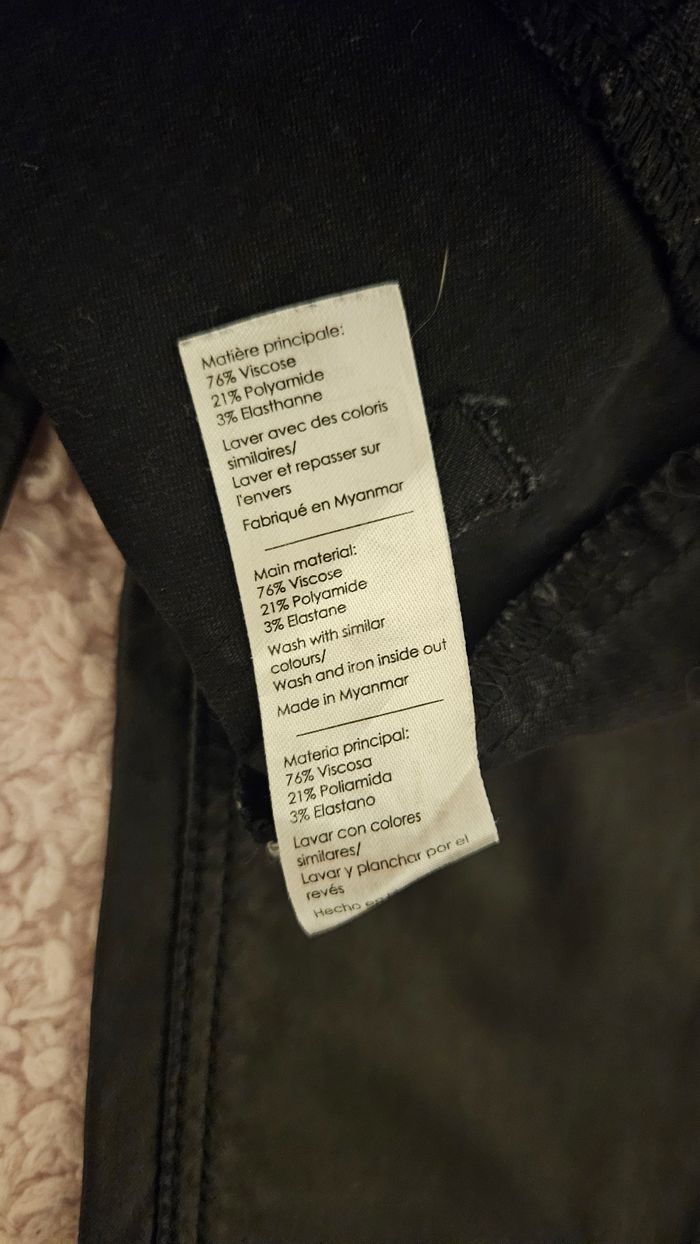 Matière principale:
76% Viscose
21% Polyamide
3% Elasthanne
Laver avec des coloris
similaires/
Laver et repasser sur
l'envers
Fabriqué en Myanmar
Main material:
76% Viscose
21% Polyamide
3% Elastane
Wash with similar
colours/
Wash and iron inside out
Made in Myanmar
Materia principal:
76% Viscosa
21% Poliamida
3% Elastano
Lavar con colores
similares/
Lavar y planchar por el
revés
Hecho en